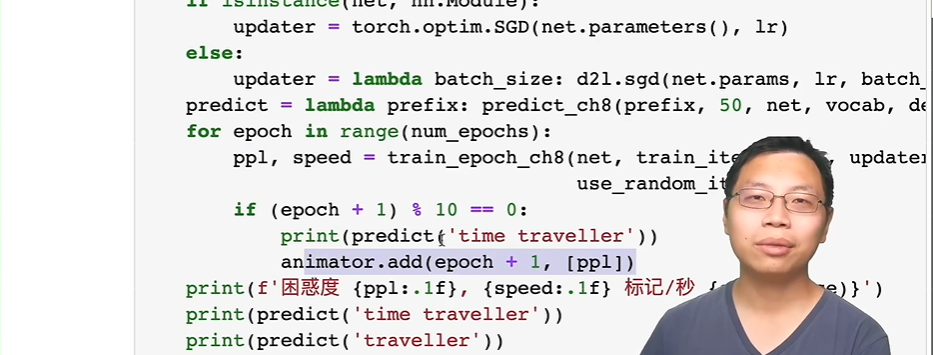 if isinstance(net, nn.Module):
updater = torch.optim.SGD(net.parameters(), lr)
else:
updater = lambda batch_size: d2l.sgd(net.params, lr, batch_
predict = lambda prefix: predict_ch8(prefix, 50, net, vocab, de
for epoch in range(num_epochs):
ppl, speed = train_epoch_ch8(net, train_ite updater
use_random_it
if (epoch + 1) % 10 == 0:
print(predict('time traveller'))
animator.add(epoch + 1, [ppl])
print(f'困惑度 {ppl:.1f}, {speed:.1f} 标记/秒 { e)}')
print(predict('time traveller'))
print(predict('traveller'))